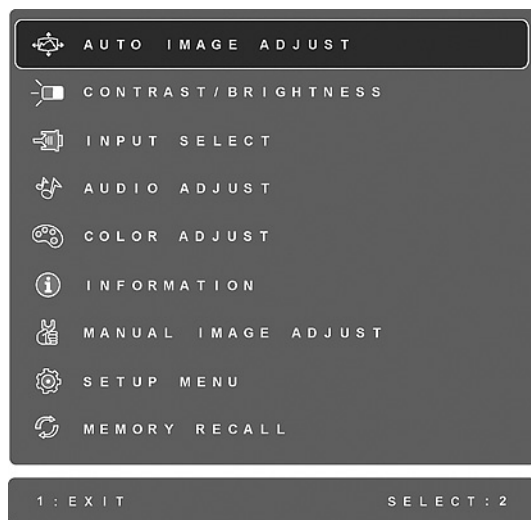 AUTO IMAGE ADJUST
CONTRAST/BRIGHTNESS
INPUT SELECT
AUDIO ADJUST
COLOR ADJUST
INFORMATION
MANUAL IMAGE ADJUST
SETUP MENU
MEMORY RECALL
1:EXIT SELECT:2